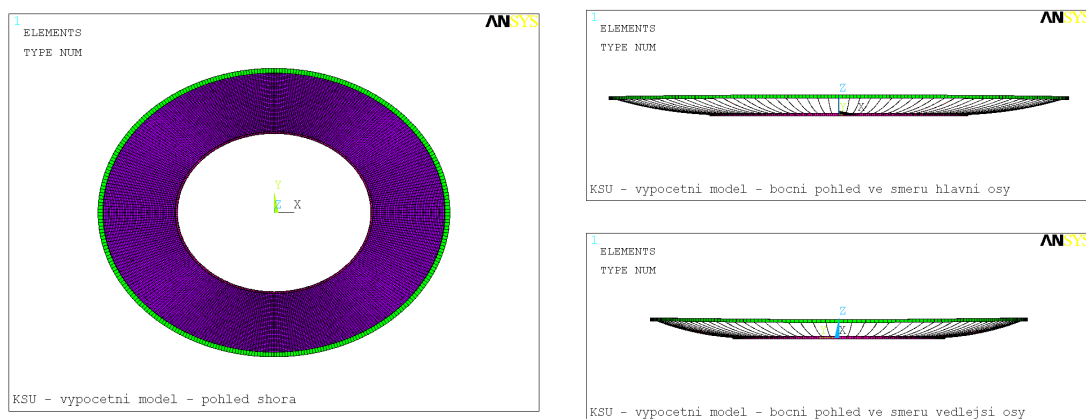 1
ANSYS
ELEMENTS
TYPE NUM
Y
Z X
KSU - vypocetni model - pohled shora
1
ANSYS
ELEMENTS
TYPE NUM
Z
X
KSU - vypocetni model - bocni pohled ve smeru hlavni osy
1
ANSYS
ELEMENTS
TYPE NUM
Z
X
KSU - vypocetni model - bocni pohled ve smeru vedlejsi osy